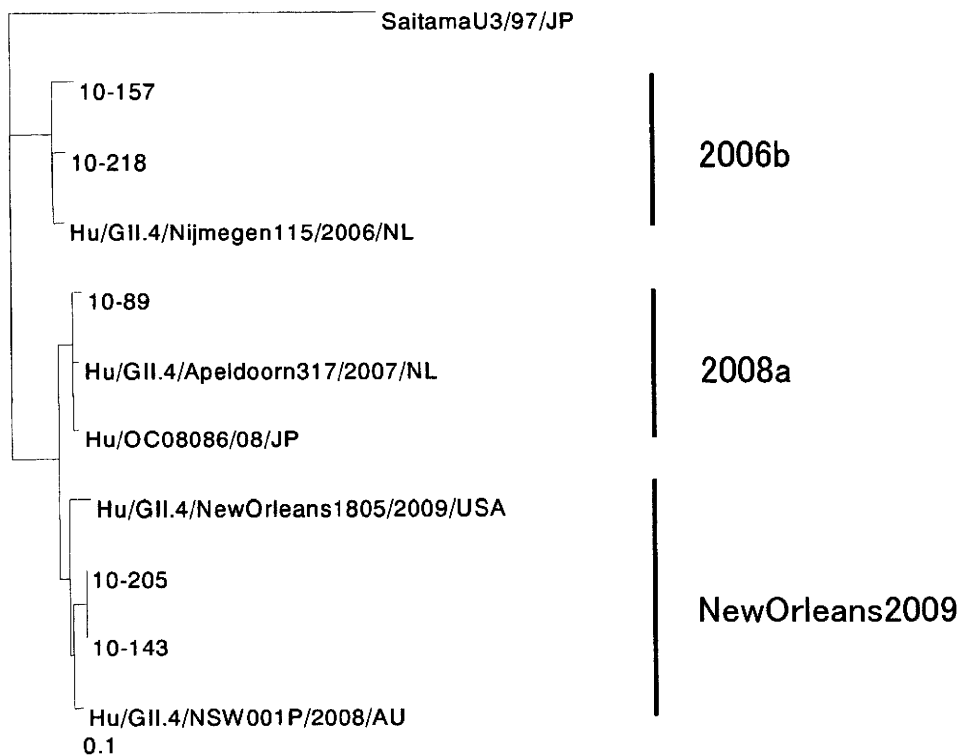 SaitamaU3/97/JP
10-157
10-218
2006b
Hu/GII.4/Nijmegen115/2006/NL
10-89
Hu/GII.4/Apeldoorn317/2007/NL
2008a
Hu/OC08086/08/JP
Hu/GII.4/NewOrleans1805/2009/USA
10-205
NewOrleans2009
10-143
Hu/GII.4/NSW001P/2008/AU
0.1